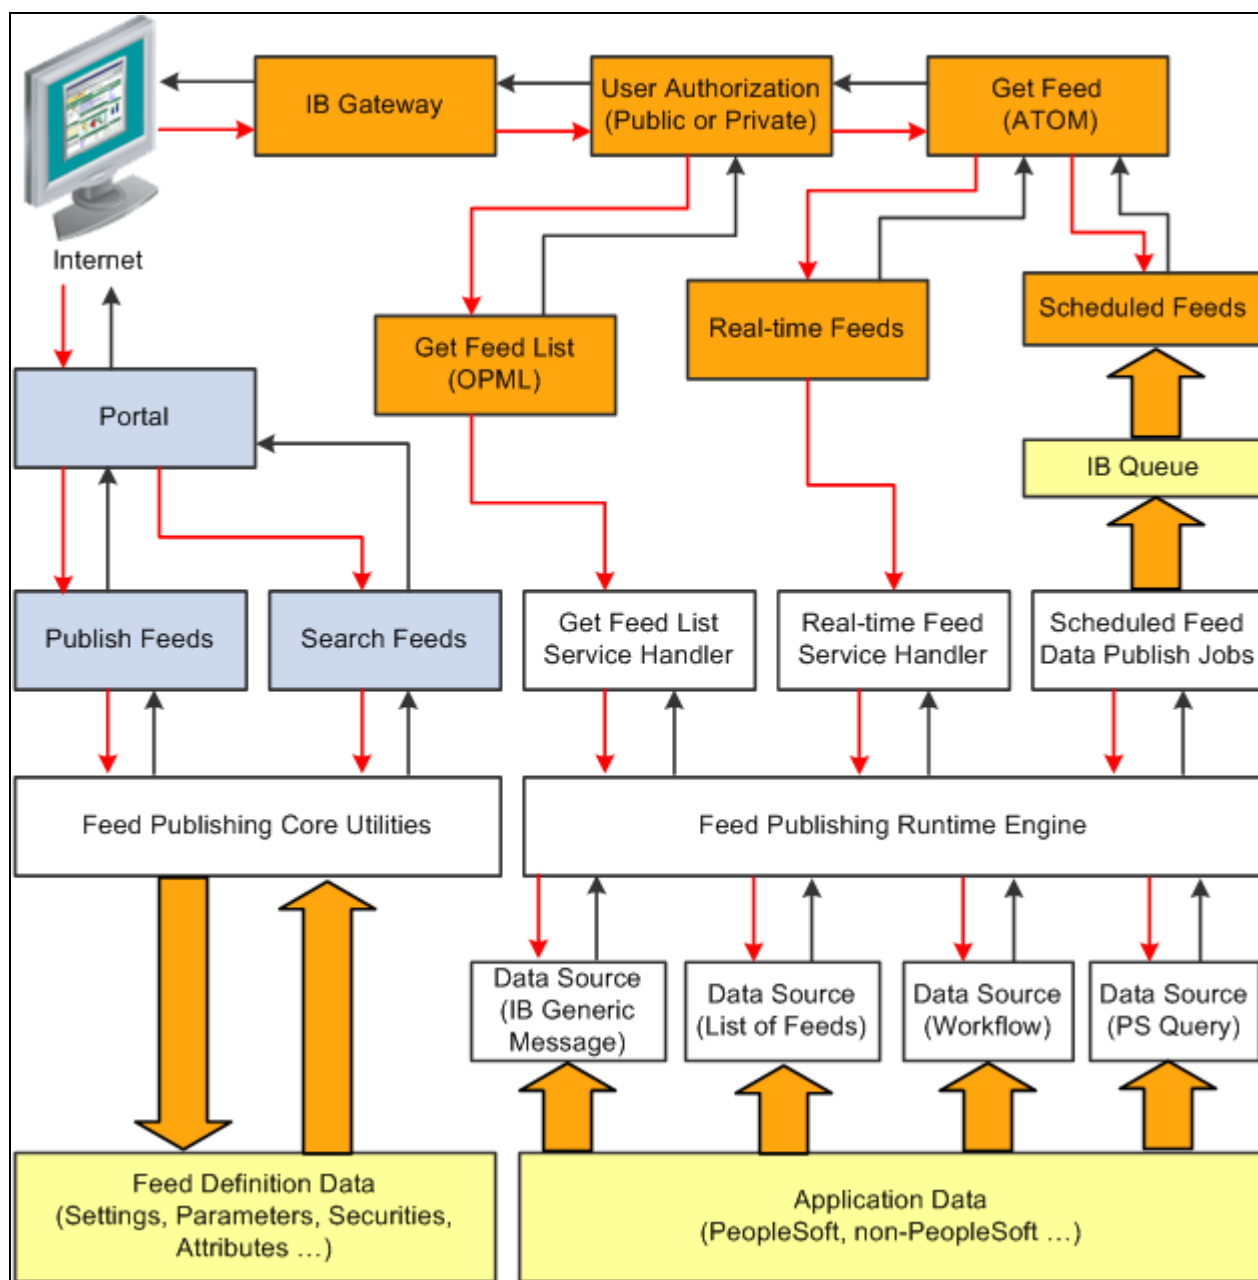 IB Gateway
User Authorization
(Public or Private)
Get Feed
(ATOM)
Internet
Get Feed List
(OPML)
Real-time Feeds
Scheduled Feeds
Portal
IB Queue
Publish Feeds
Search Feeds
Get Feed List
Service Handler
Real-time Feed
Service Handler
Scheduled Feed
Data Publish Jobs
Feed Publishing Core Utilities
Feed Publishing Runtime Engine
Data Source
(IB Generic
Message)
Data Source
(List of Feeds)
Data Source
(Workflow)
Data Source
(PS Query)
Feed Definition Data
(Settings, Parameters, Securities,
Attributes …)
Application Data
(PeopleSoft, non-PeopleSoft …)